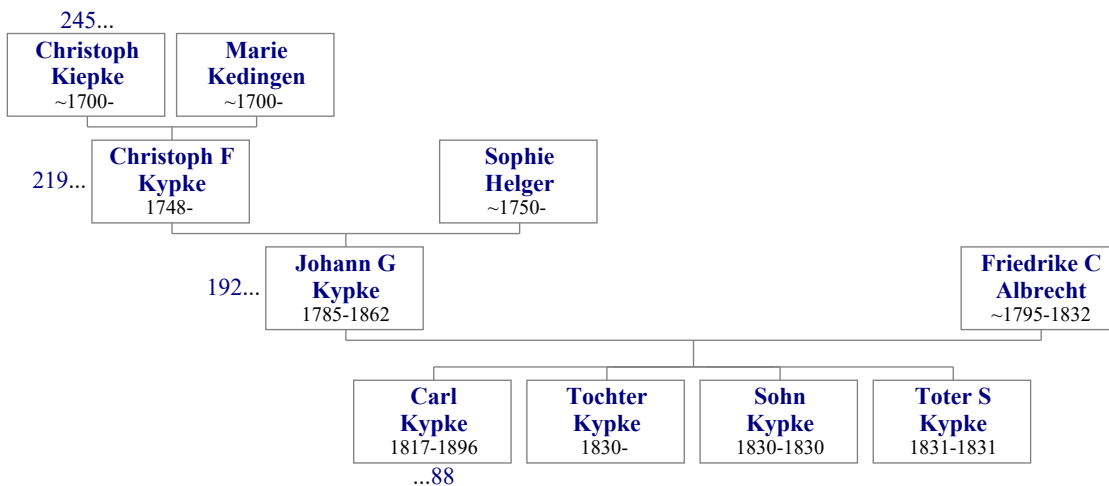 245...
Christoph
Kiepke
~1700-
Marie
Kedingen
~1700-
219...
Christoph F
Kypke
1748-
Sophie
Helger
~1750-
192...
Johann G
Kypke
1785-1862
Friedrike C
Albrecht
~1795-1832
Carl
Kypke
1817-1896
Tochter
Kypke
1830-
Sohn
Kypke
1830-1830
Toter S
Kypke
1831-1831
...88